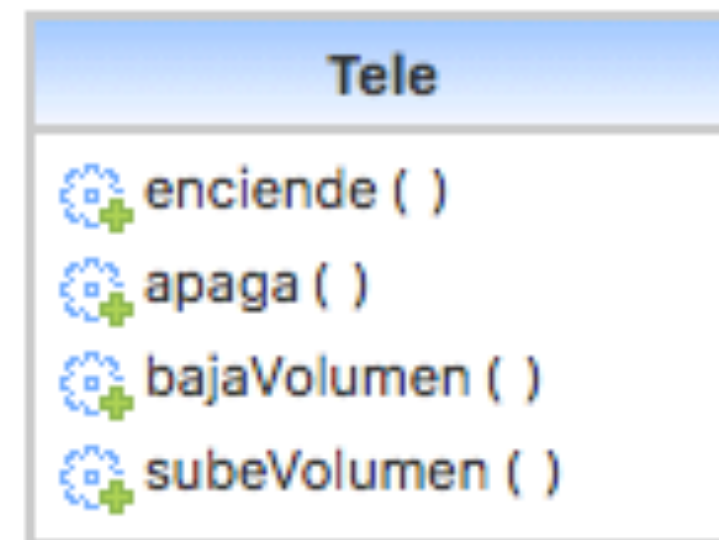 Tele
enciende ( )
apaga ( )
bajaVolumen ( )
subeVolumen ( )